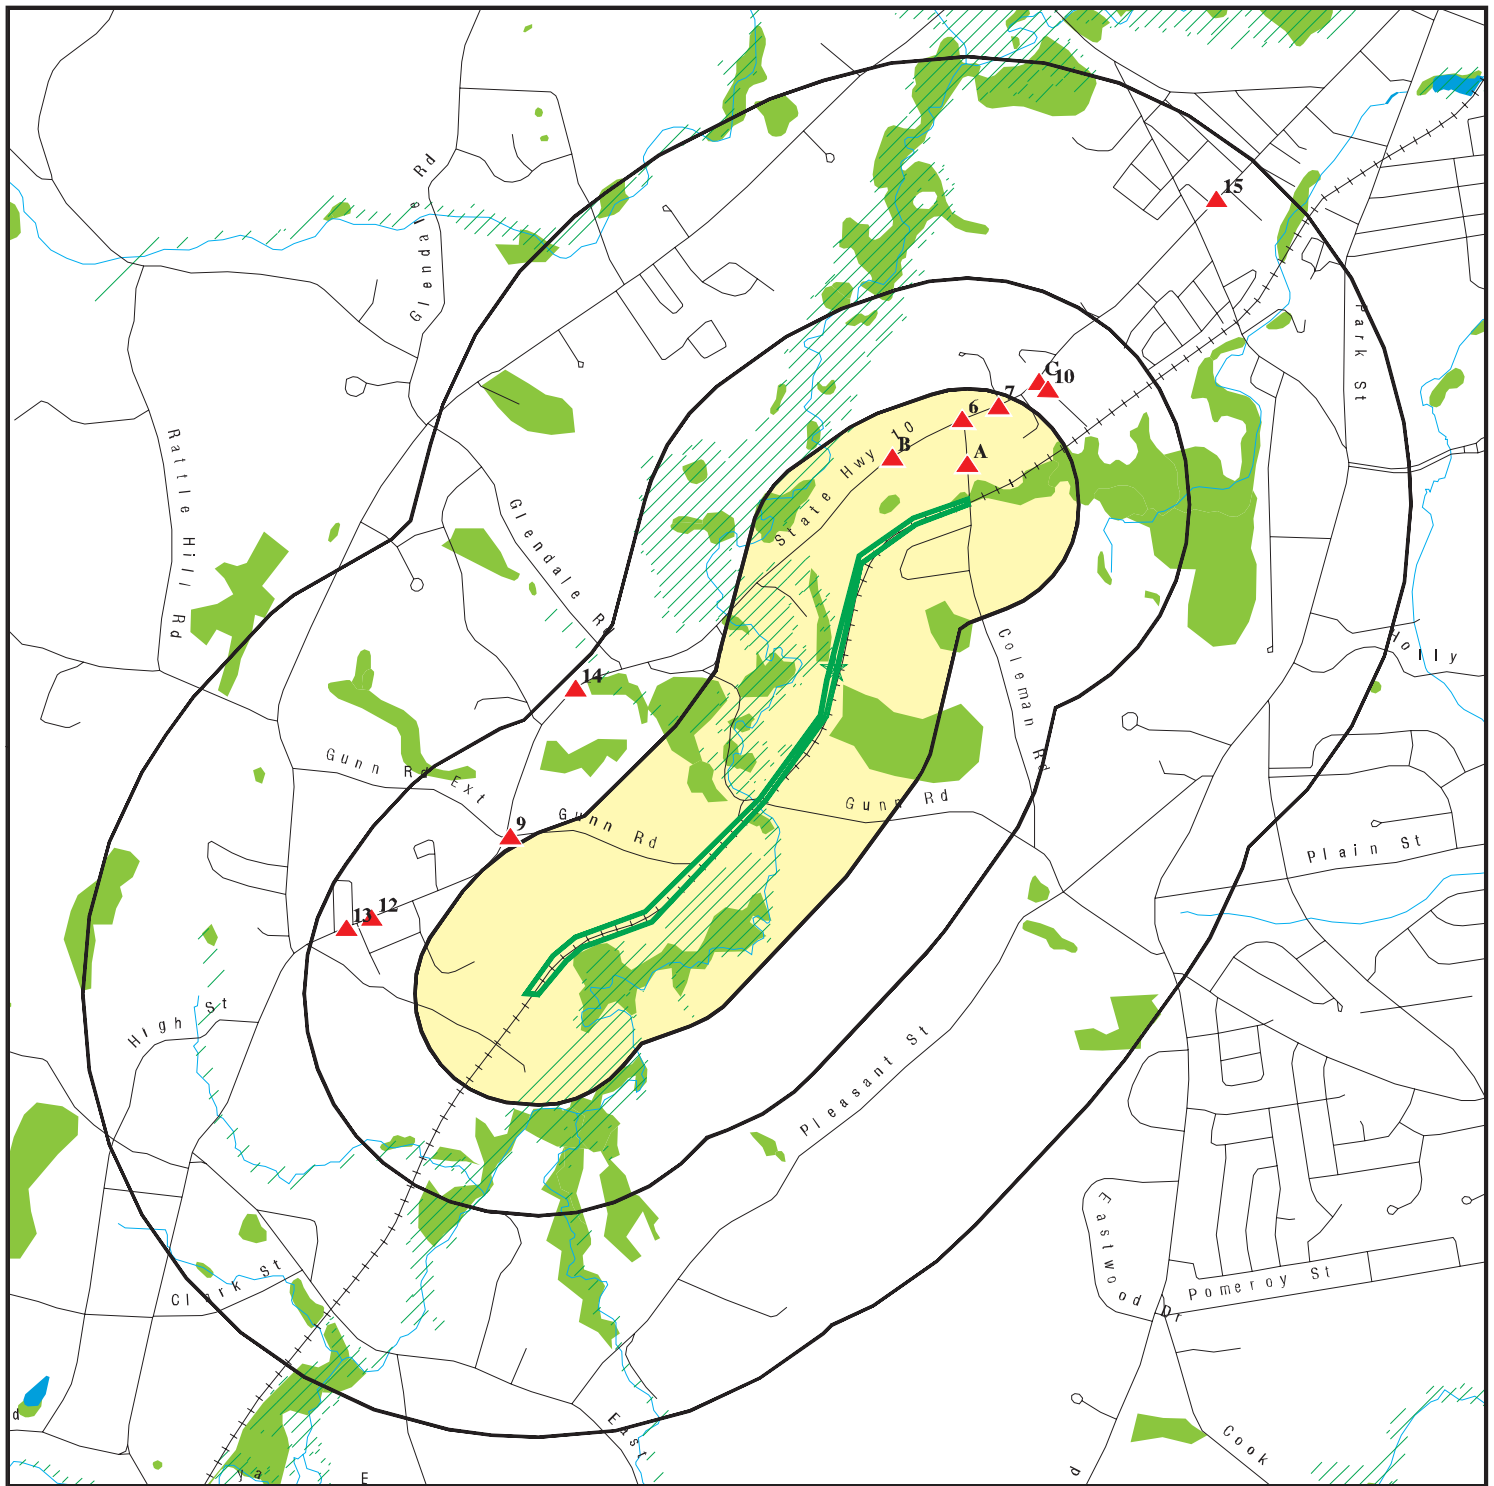 15
Glendale Rd
Park St
C
10
7
6
State Hwy 10
B
A
Rattle Hill Rd
Glendale Rd
Holly
Coleman Rd
14
Gunn Rd Ext
Gunn Rd
9
Gunn Rd
Plain St
12
13
High St
Pleasant St
Eastwood Dr
Pomeroy St
Clark St
d
East
Cook
ya
E
d